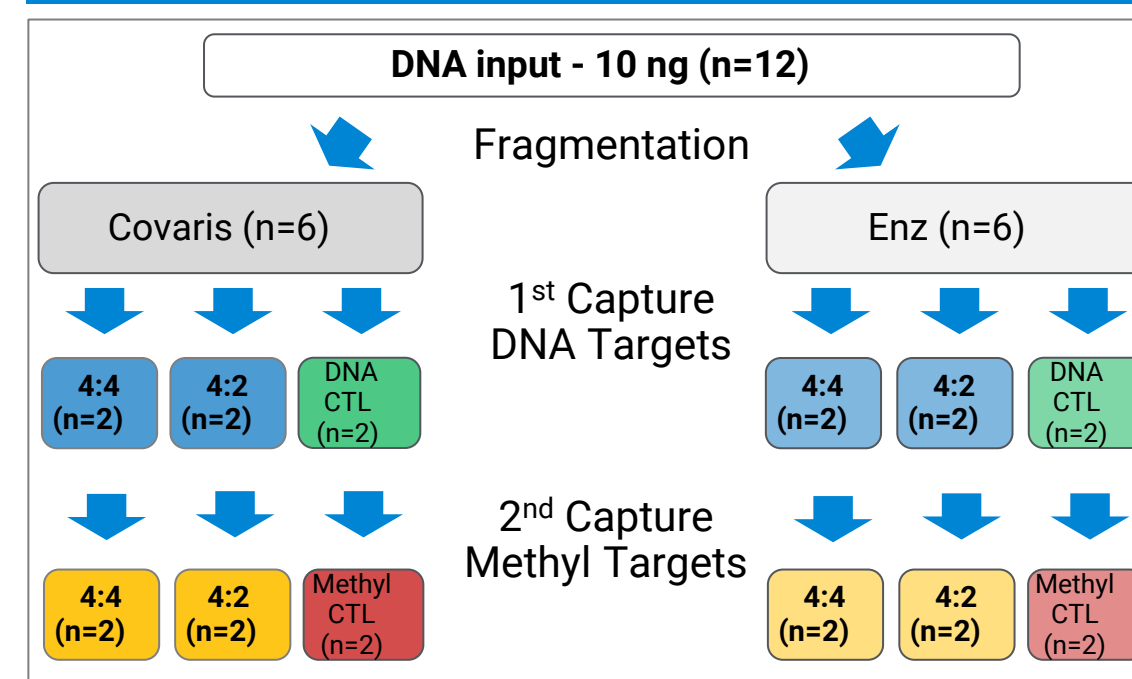 DNA input - 10 ng (n=12)
Fragmentation
Covaris (n=6)
Enz (n=6)
1st Capture
DNA Targets
4:4
(n=2)
4:2
(n=2)
DNA
CTL
(n=2)
4:4
(n=2)
4:2
(n=2)
DNA
CTL
(n=2)
2nd Capture
Methyl Targets
4:4
(n=2)
4:2
(n=2)
Methyl
CTL
(n=2)
4:4
(n=2)
4:2
(n=2)
Methyl
CTL
(n=2)